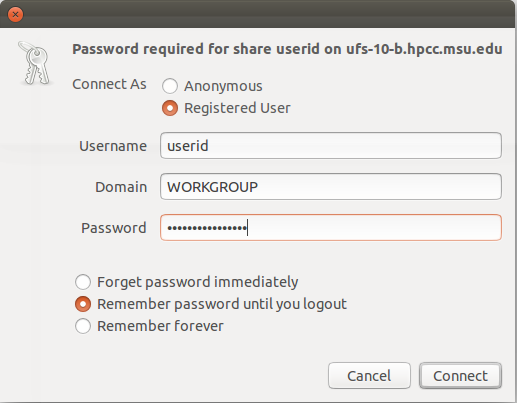 Password required for share userid on ufs-10-b.hpcc.msu.edu
Connect As
Anonymous
Registered User
Username userid
Domain WORKGROUP
Password ••••••••••••••••
Forget password immediately
Remember password until you logout
Remember forever
Cancel Connect